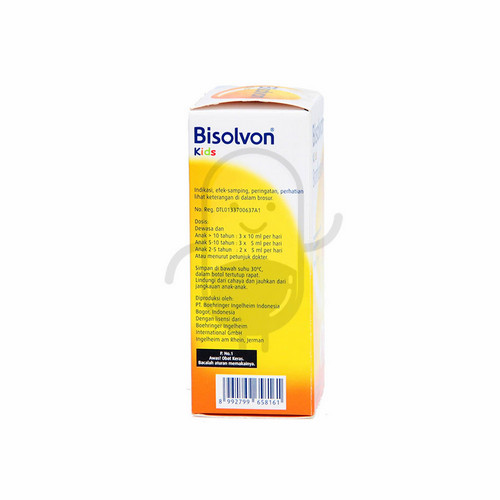 Bisolvon®
Kids
Indikasi, efek-samping, peringatan, perhatian
lihat keterangan di dalam brosur.
No. Reg. DTL0133700637A1
Dosis
Dewasa dan
Anak > 10 tahun : 3 x 10 ml per hari
Anak 5-10 tahun : 3 x 5 ml per hari
Anak 2-5 tahun : 2 x 5 ml per hari
Atau menurut petunjuk dokter
Simpan di bawah suhu 30°C,
dalam botol tertutup rapat.
Lindungi dari cahaya dan jauhkan dari
jangkauan anak-anak.
Diproduksi oleh:
PT. Boehringer Ingelheim Indonesia
Bogor, Indonesia
Dengan lisensi dari
Boehringer Ingelheim
International GmbH
Ingelheim am Rhein, Jerman
P. No.1
Awas! Obat Keras.
Bacalah aturan memakainya.
8 992799 658161